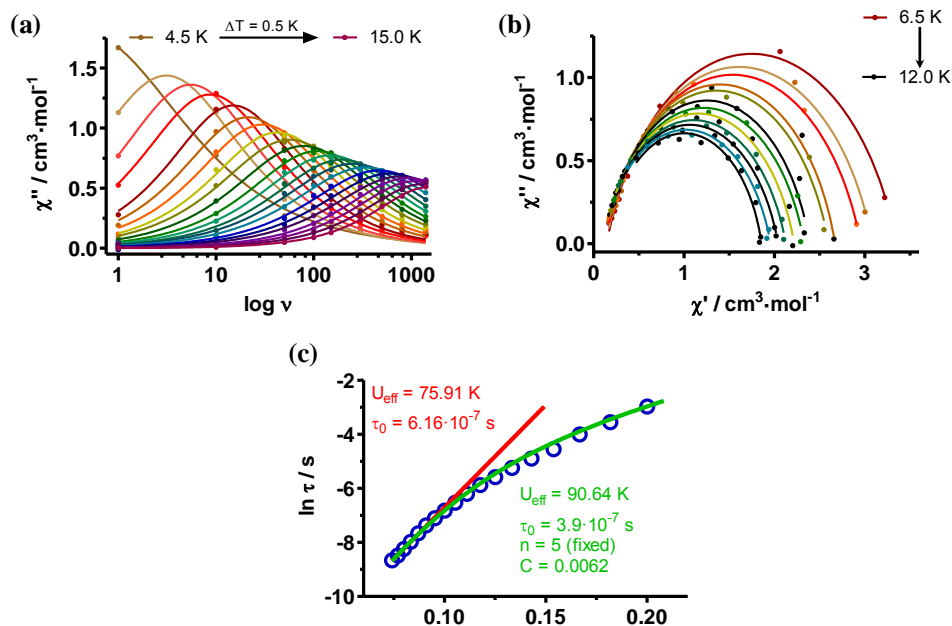 (a)
4.5 K ΔT = 0.5 K 15.0 K
χ'' / cm³·mol⁻¹
1.5
1.0
0.5
0.0
1 10 100 1000
log ν
(b)
6.5 K
12.0 K
χ'' / cm³·mol⁻¹
1.0
0.5
0.0
0 1 2 3
χ' / cm³·mol⁻¹
(c)
ln τ / s
-2
-4
-6
-8
-10
U_eff = 75.91 K
τ₀ = 6.16·10⁻⁷ s
U_eff = 90.64 K
τ₀ = 3.9·10⁻⁷ s
n = 5 (fixed)
C = 0.0062
0.10 0.15 0.20